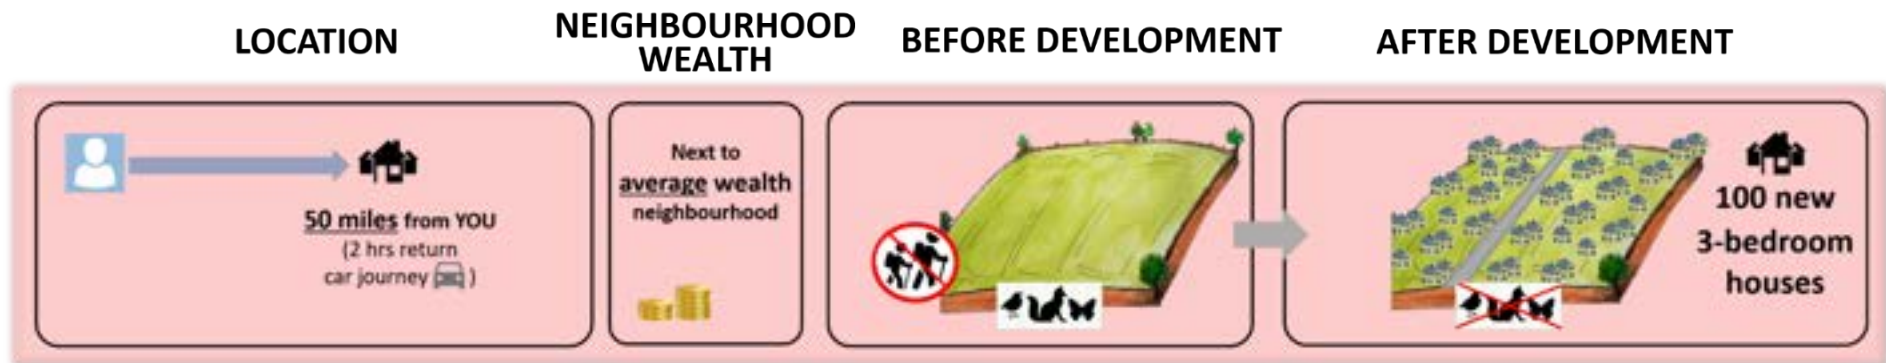 LOCATION
NEIGHBOURHOOD
WEALTH
BEFORE DEVELOPMENT
AFTER DEVELOPMENT
50 miles from YOU
(2 hrs return
car journey )
Next to
average wealth
neighbourhood
100 new
3-bedroom
houses